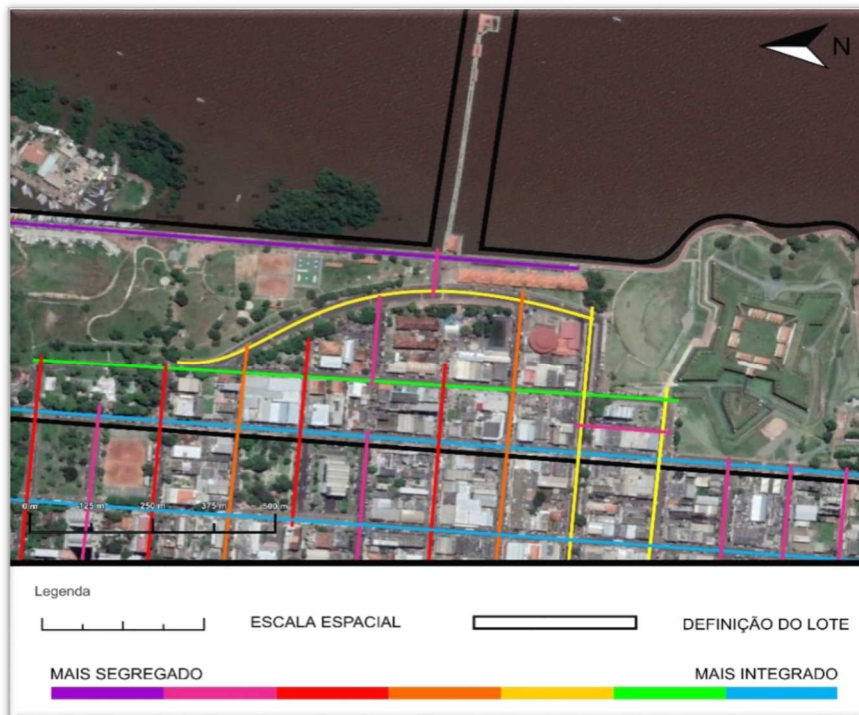 N
0 m 125 m 250 m 375 m 500 m
Legenda
ESCALA ESPACIAL DEFINIÇÃO DO LOTE
MAIS SEGREGADO MAIS INTEGRADO